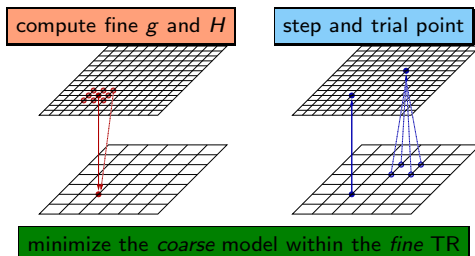 compute fine g and H
step and trial point
minimize the coarse model within the fine TR